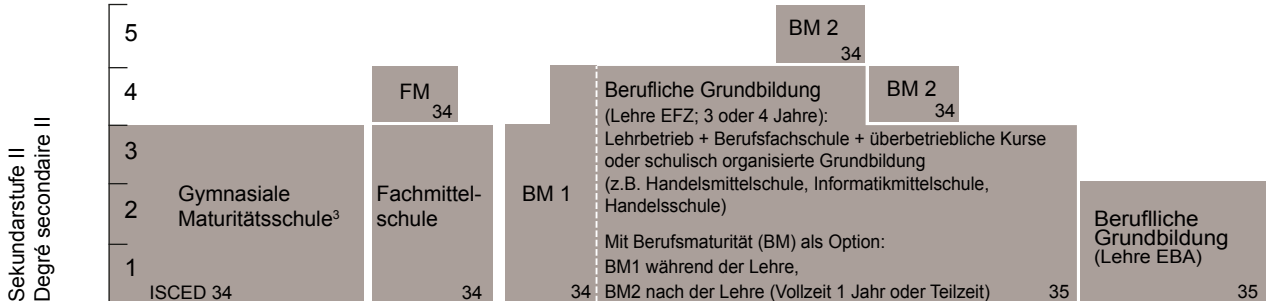 Sekundarstufe II
Degré secondaire II
5
4
3
2
1
Gymnasiale
Maturitätsschule³
ISCED 34
FM
34
Fachmittel-
schule
34
BM 1
34
BM 2
34
BM 2
34
Berufliche Grundbildung
(Lehre EFZ; 3 oder 4 Jahre):
Lehrbetrieb + Berufsfachschule + überbetriebliche Kurse
oder schulisch organisierte Grundbildung
(z.B. Handelsmittelschule, Informatikmittelschule,
Handelsschule)
Mit Berufsmaturität (BM) als Option:
BM1 während der Lehre,
BM2 nach der Lehre (Vollzeit 1 Jahr oder Teilzeit)
35
Beruflliche
Grundbildung
(Lehre EBA)
35